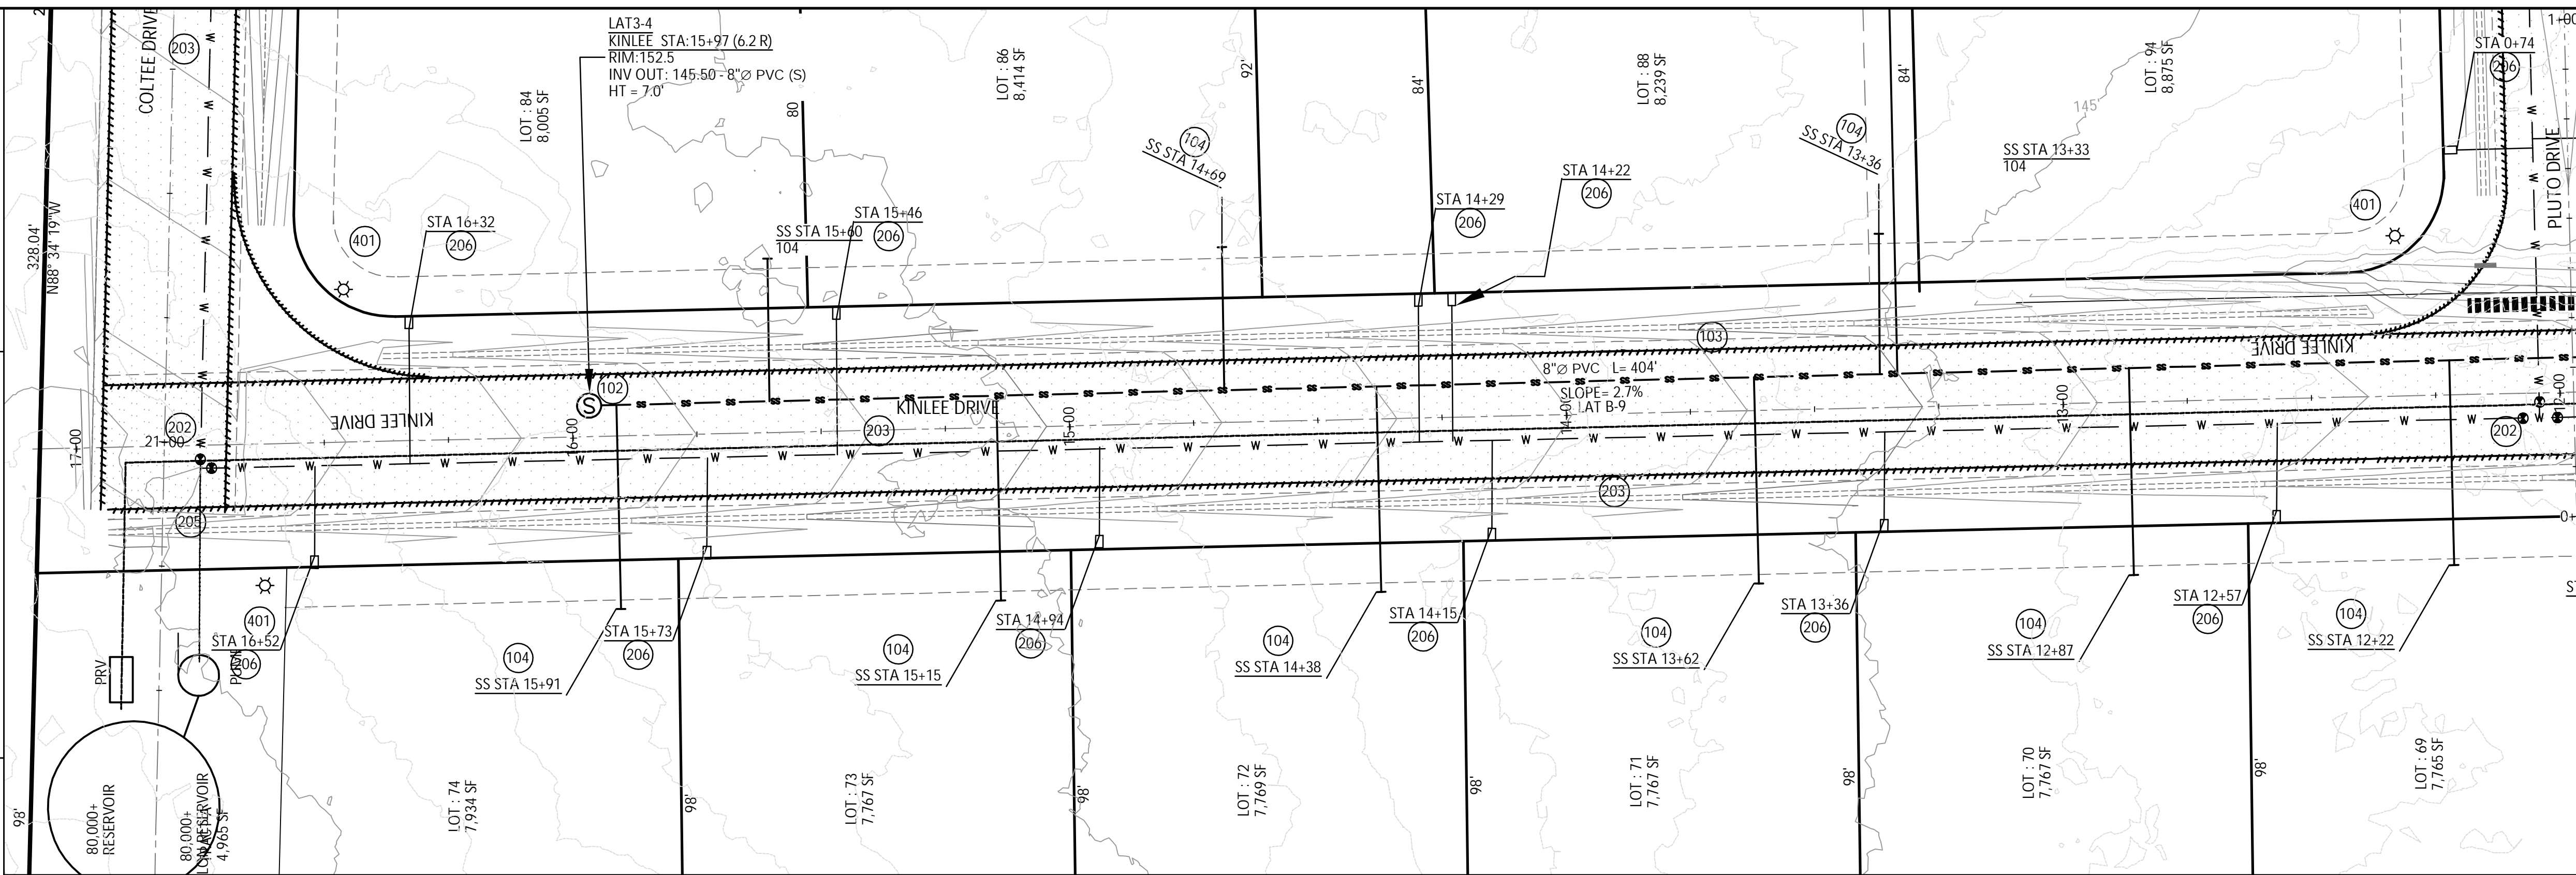 LAT3-4
KINLEE STA:15+97 (6.2 R)
RIM:152.5
INV OUT: 145.50 - 8"Ø PVC (S)
HT = 7.0'
COLTEE DRIVE
203
LOT : 84
8,005 SF
80
LOT : 86
8,414 SF
92'
84'
LOT : 88
8,239 SF
84'
LOT : 94
8,875 SF
145'
1+00
STA 0+74
206
PLUTO DRIVE
328.04'
N88° 34' 19"W
401
STA 16+32
206
SS STA 15+60
104
STA 15+46
206
104
SS STA 14+69
STA 14+29
206
STA 14+22
206
104
SS STA 13+36
SS STA 13+33
104
401
103
KINLEE DRIVE
102
S
KINLEE DRIVE
KINLEE DRIVE
203
8"Ø PVC L= 404'
SLOPE= 2.7%
LAT B-9
17+00
202
21+00
16+00
15+00
14+00
13+00
12+00
202
203
205
0+
401
STA 16+52
206
PRV
104
SS STA 15+91
STA 15+73
206
104
SS STA 15+15
STA 14+94
206
104
SS STA 14+38
STA 14+15
206
104
SS STA 13+62
STA 13+36
206
104
SS STA 12+87
STA 12+57
206
104
SS STA 12+22
98'
80,000+
RESERVOIR
80,000+
4,965 SF
LOT : 74
7,934 SF
98'
LOT : 73
7,767 SF
98'
LOT : 72
7,769 SF
98'
LOT : 71
7,767 SF
98'
LOT : 70
7,767 SF
98'
LOT : 69
7,765 SF